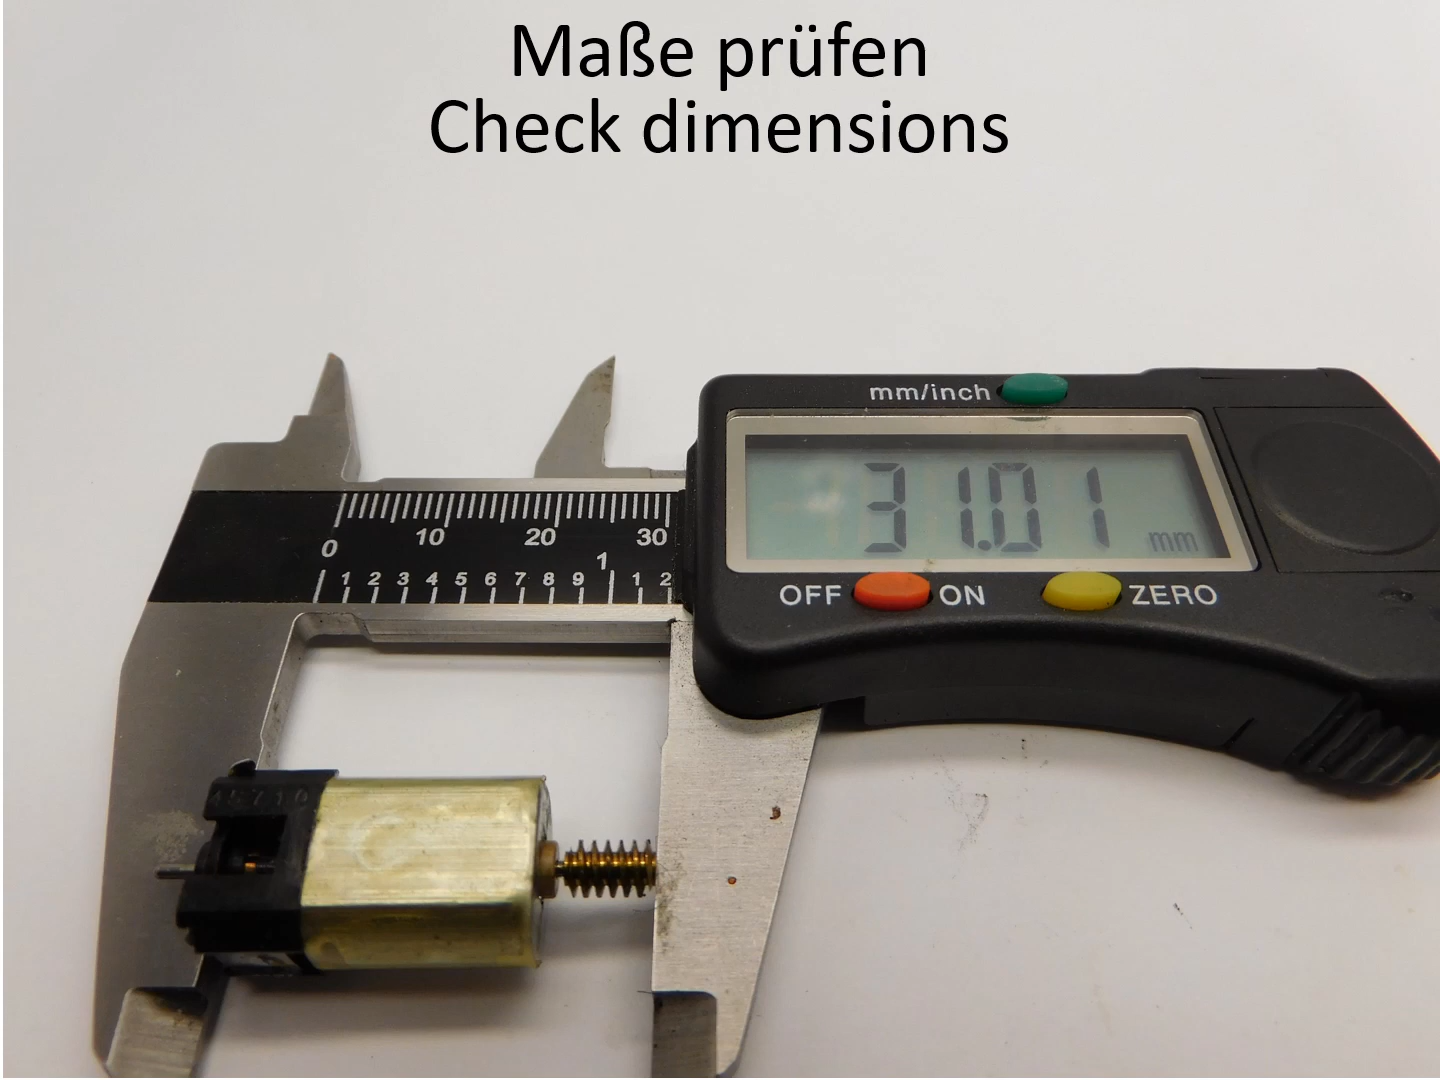 Maße prüfen
Check dimensions
mm/inch
31.01 mm
OFF ON ZERO
0 10 20 30
1 2 3 4 5 6 7 8 9 1 1 2
45710